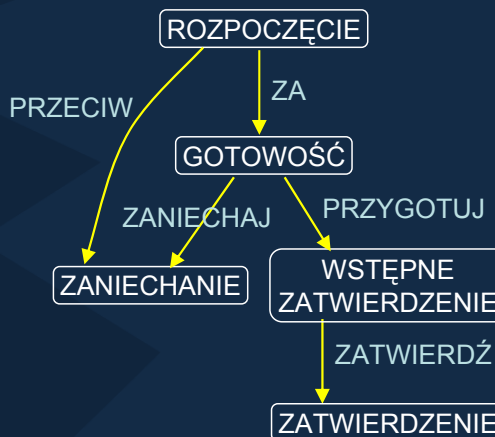 ROZPOCZĘCIE
PRZECIW
ZA
GOTOWOŚĆ
ZANIECHAJ
PRZYGOTUJ
ZANIECHANIE
WSTĘPNE
ZATWIERDZENIE
ZATWIERDŹ
ZATWIERDZENIE